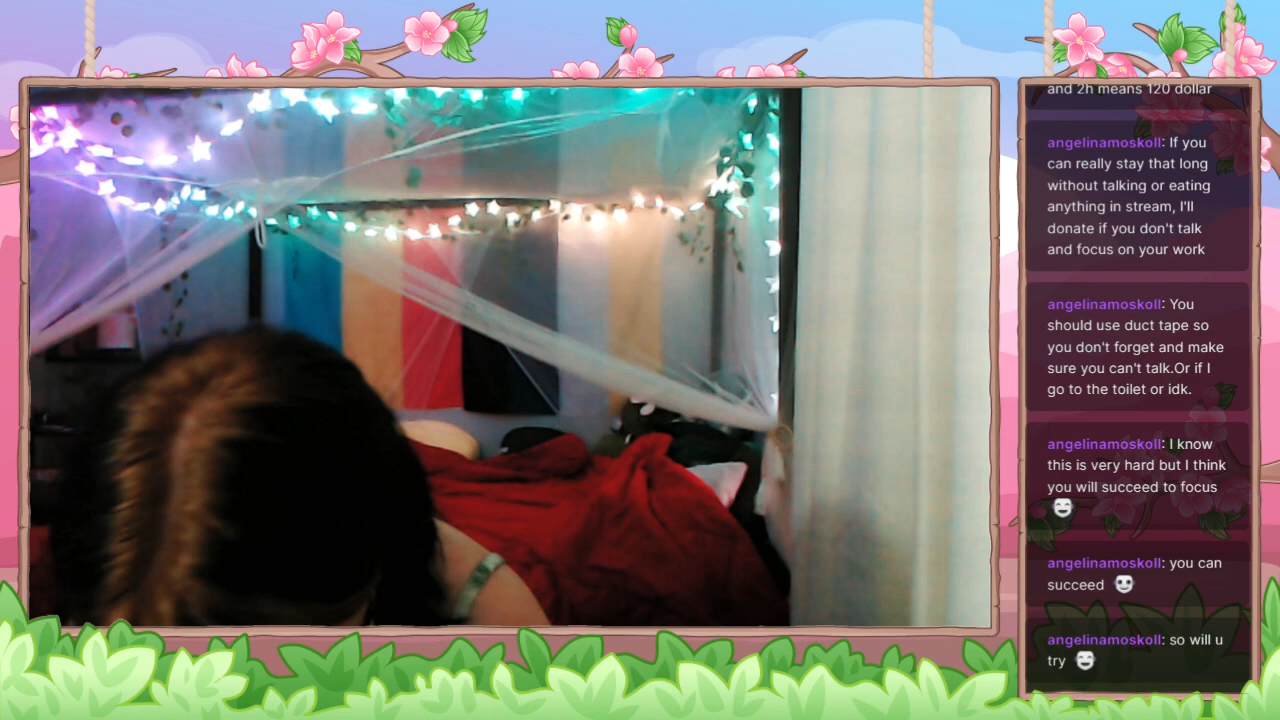 and 2h means 120 dollar
angelinamoskoll: If you
can really stay that long
without talking or eating
anything in stream, I'll
donate if you don't talk
and focus on your work
angelinamoskoll: You
should use duct tape so
you don't forget and make
sure you can't talk.Or if I
go to the toilet or idk.
angelinamoskoll: I know
this is very hard but I think
you will succeed to focus
angelinamoskoll: you can
succeed
angelinamoskoll: so will u
try